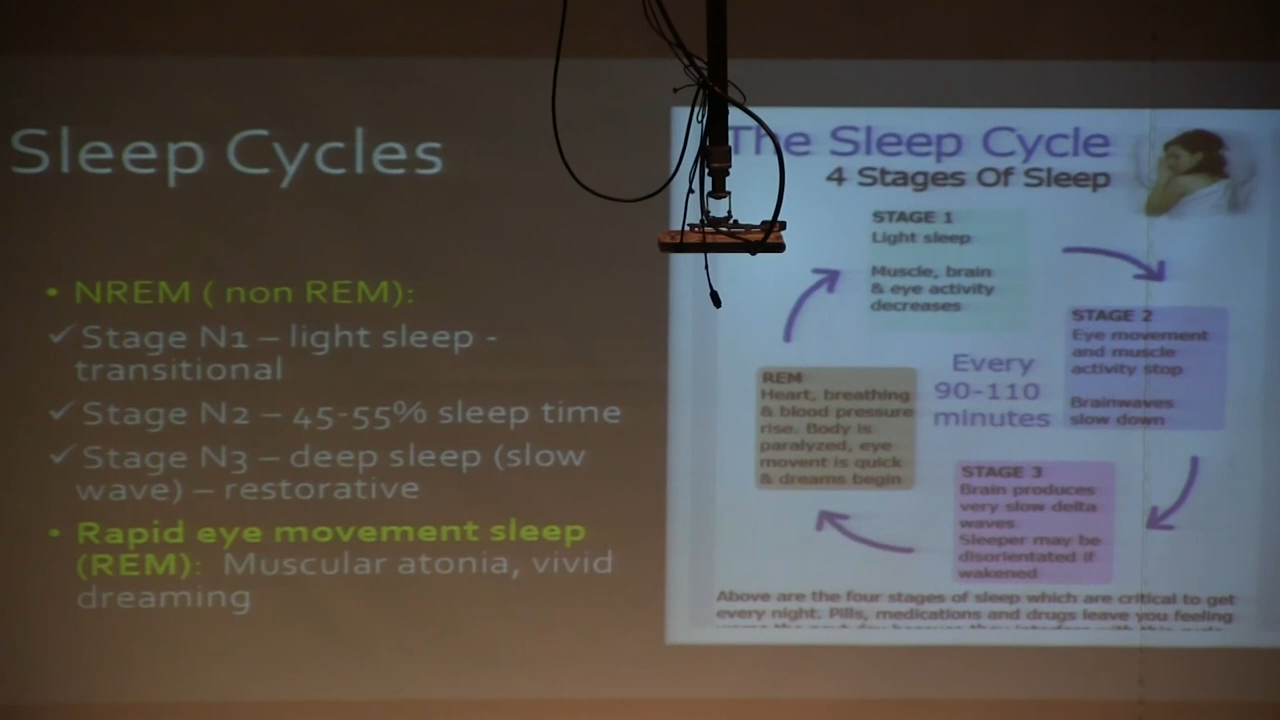 Sleep Cycles
• NREM ( non REM):
✓ Stage N1 – light sleep -
transitional
✓ Stage N2 – 45-55% sleep time
✓ Stage N3 – deep sleep (slow
wave) – restorative
• Rapid eye movement sleep
(REM): Muscular atonia, vivid
dreaming
The Sleep Cycle
4 Stages Of Sleep
STAGE 1
Light sleep
Muscle, brain
& eye activity
decreases
STAGE 2
Eye movement
and muscle
activity stop
Brainwaves
slow down
Every
90-110
minutes
REM
Heart, breathing
& blood pressure
rise. Body is
paralyzed, eye
movent is quick
& dreams begin
STAGE 3
Brain produces
very slow delta
waves
Sleeper may be
disorientated if
wakened
Above are the four stages of sleep which are critical to get
every night. Pills, medications and drugs leave you feeling